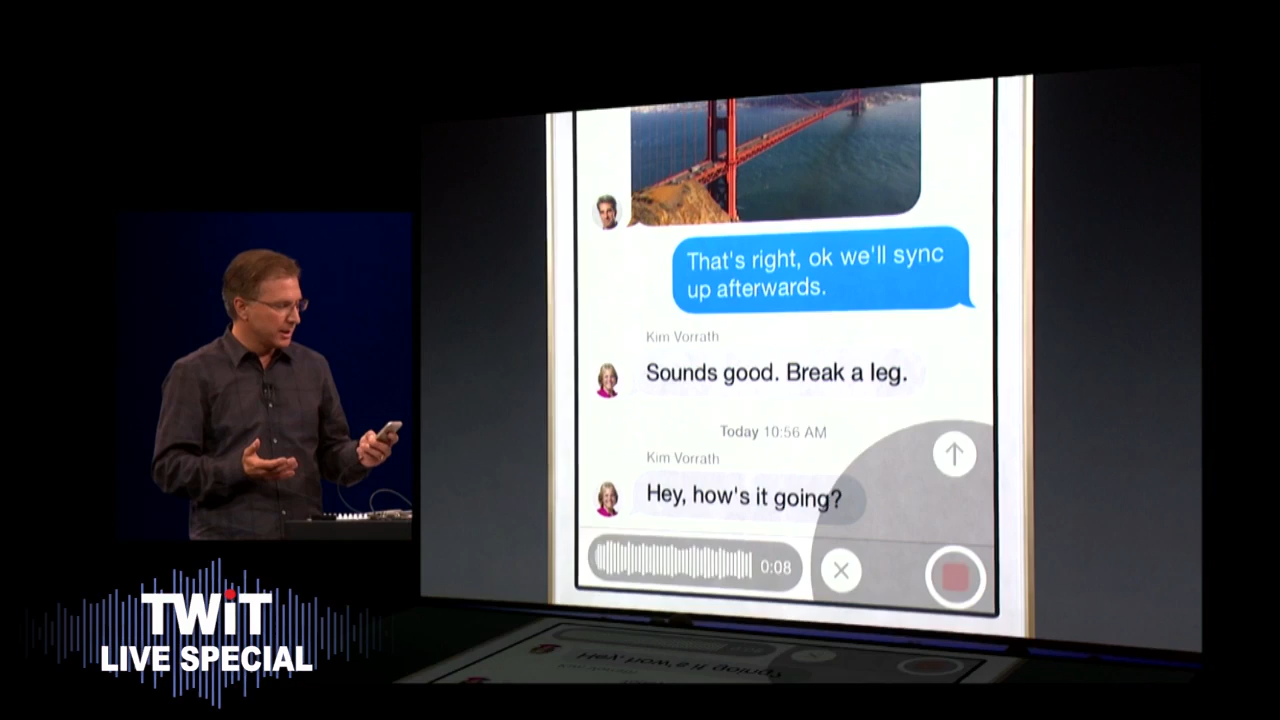 That's right, ok we'll sync
up afterwards.
Kim Vorrath
Sounds good. Break a leg.
Today 10:56 AM
Kim Vorrath
Hey, how's it going?
0:08
TWiT
LIVE SPECIAL